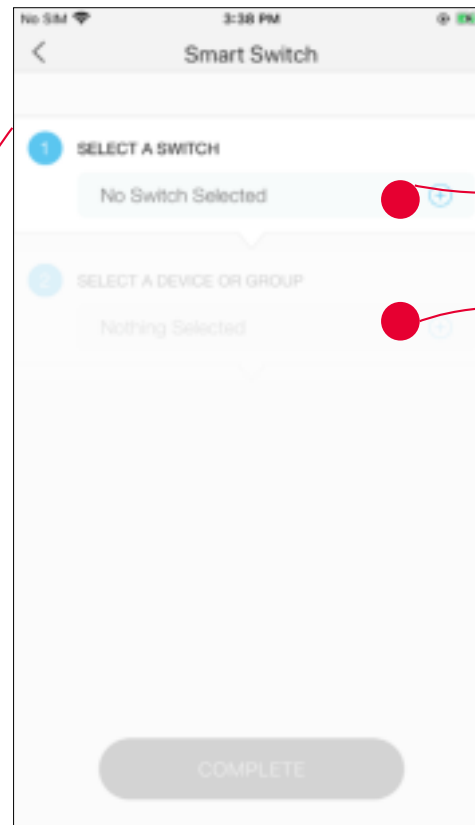 No SIM 3:38 PM
Smart Switch
1 SELECT A SWITCH
No Switch Selected
2 SELECT A DEVICE OR GROUP
Nothing Selected
COMPLETE